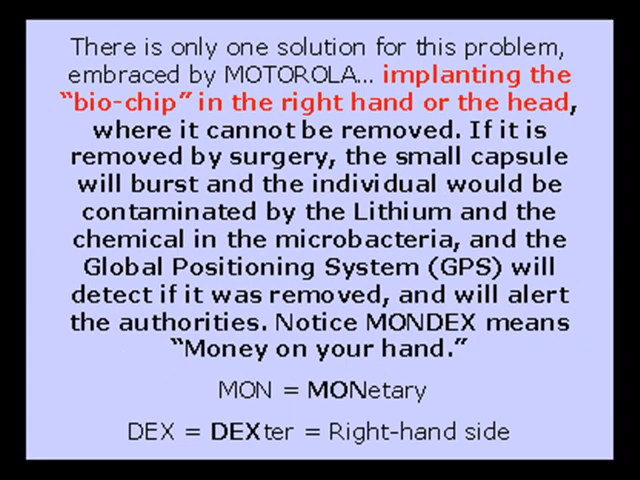 There is only one solution for this problem,
embraced by MOTOROLA... implanting the
“bio-chip” in the right hand or the head,
where it cannot be removed. If it is
removed by surgery, the small capsule
will burst and the individual would be
contaminated by the Lithium and the
chemical in the microbacteria, and the
Global Positioning System (GPS) will
detect if it was removed, and will alert
the authorities. Notice MONDEX means
“Money on your hand.”
MON = MONetary
DEX = DEXter = Right-hand side